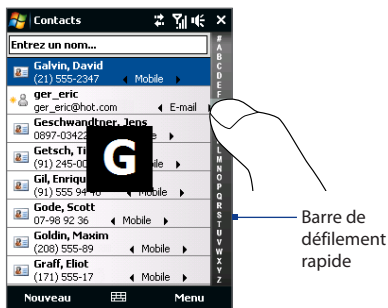 Contacts
Entrez un nom...
Galvin, David
(21) 555-2347 Mobile
ger_eric
ger_eric@hot.com E-mail
Geschwandtner, Jens
0897-03422
Getsch, Ti
(91) 245-00
Gil, Enriqu
(91) 555 94 46 Mobile
Gode, Scott
07-98 92 36 Mobile
Goldin, Maxim
(208) 555-89 Mobile
Graff, Eliot
(171) 555-17 Mobile
G
#
A
B
C
D
E
F
L
M
N
O
P
Q
R
S
T
U
V
W
X
Y
Z
Nouveau Menu
Barre de
défilement
rapide